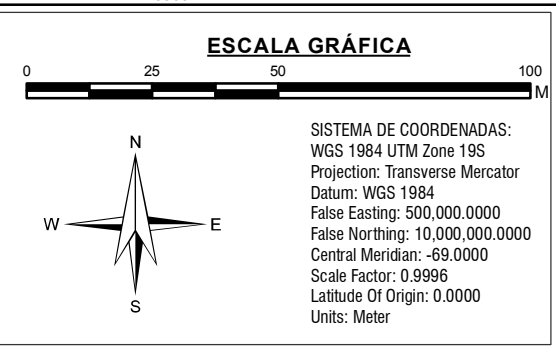 ESCALA GRÁFICA
0 25 50 100
M
N
W E
S
SISTEMA DE COORDENADAS:
WGS 1984 UTM Zone 19S
Projection: Transverse Mercator
Datum: WGS 1984
False Easting: 500,000.0000
False Northing: 10,000,000.0000
Central Meridian: -69.0000
Scale Factor: 0.9996
Latitude Of Origin: 0.0000
Units: Meter